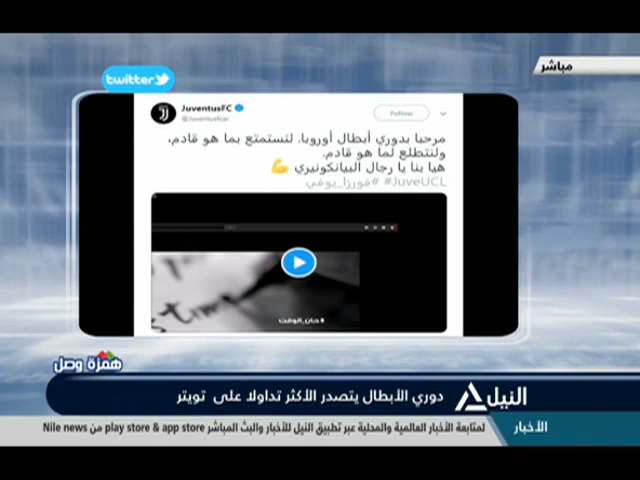 مباشر
twitter
JuventusFC
@JuventusfcAr
Follow
مرحبا بدوري أبطال أوروبا. لنستمتع بما هو قادم،
ولنتطلع لما هو قادم.
هيا بنا يا رجال البيانكونيري 💪
#JuveUCL #فورزا_يوفي
#حان_الوقت
همزة وصل
النيل
دوري الأبطال يتصدر الأكثر تداولا على تويتر
الأخبار
لمتابعة الأخبار العالمية والمحلية عبر تطبيق النيل للأخبار والبث المباشر play store & app store من Nile news